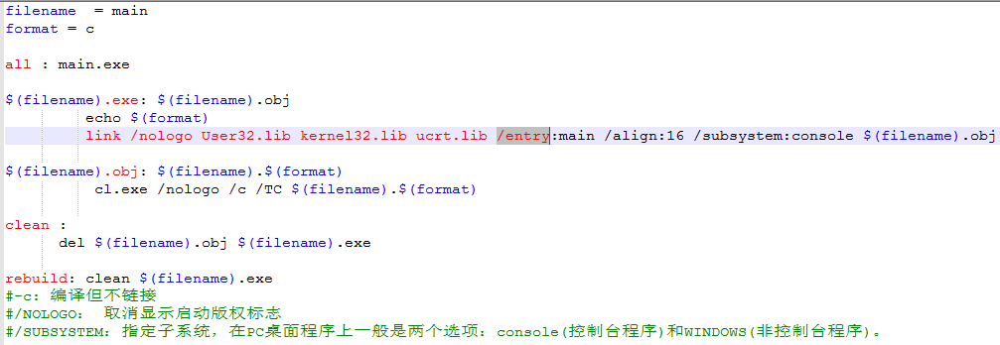 filename  = main
format = c
all : main.exe
$(filename).exe: $(filename).obj
echo $(format)
link /nologo User32.lib kernel32.lib ucrt.lib /entry:main /align:16 /subsystem:console $(filename).obj
$(filename).obj: $(filename).$(format)
cl.exe /nologo /c /TC $(filename).$(format)
clean :
del $(filename).obj $(filename).exe
rebuild: clean $(filename).exe
#-c: 编译但不链接
#/NOLOGO： 取消显示启动版权标志
#/SUBSYSTEM：指定子系统，在PC桌面程序上一般是两个选项：console(控制台程序)和WINDOWS(非控制台程序)。